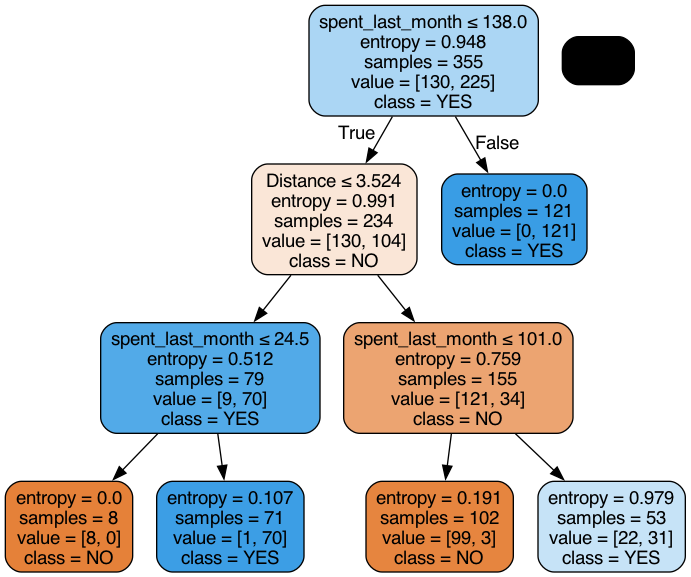 spent_last_month ≤ 138.0
entropy = 0.948
samples = 355
value = [130, 225]
class = YES
True
False
Distance ≤ 3.524
entropy = 0.991
samples = 234
value = [130, 104]
class = NO
entropy = 0.0
samples = 121
value = [0, 121]
class = YES
spent_last_month ≤ 24.5
entropy = 0.512
samples = 79
value = [9, 70]
class = YES
spent_last_month ≤ 101.0
entropy = 0.759
samples = 155
value = [121, 34]
class = NO
entropy = 0.0
samples = 8
value = [8, 0]
class = NO
entropy = 0.107
samples = 71
value = [1, 70]
class = YES
entropy = 0.191
samples = 102
value = [99, 3]
class = NO
entropy = 0.979
samples = 53
value = [22, 31]
class = YES